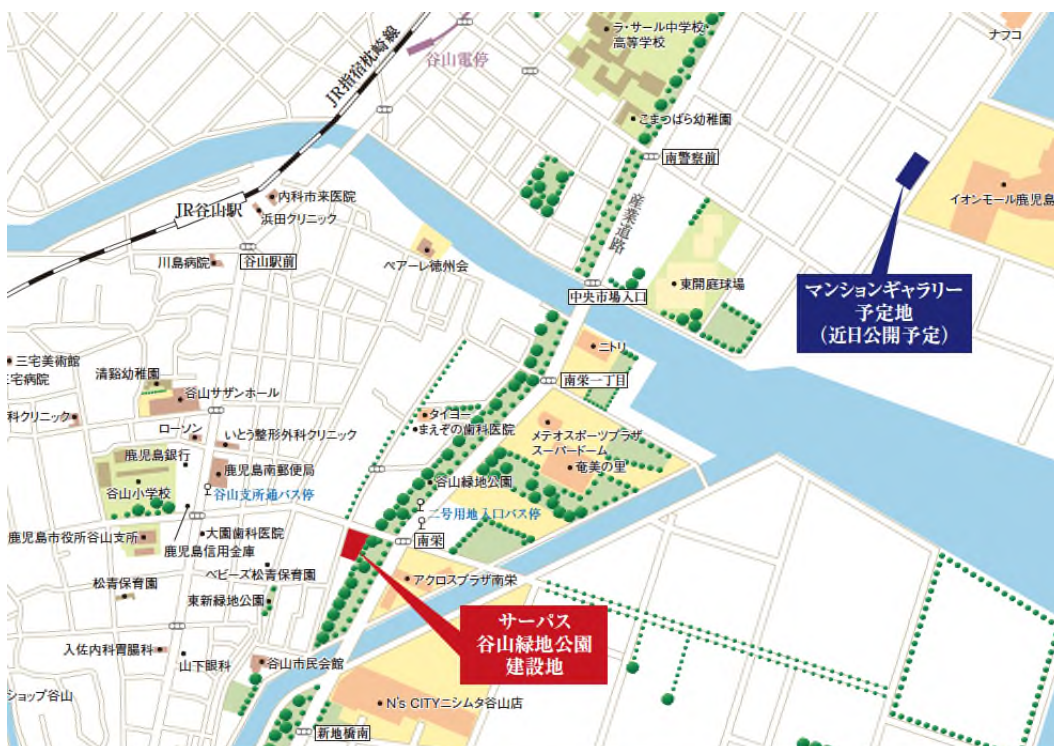 ラ・サール中学校
高等学校
ナフコ
谷山電停
JR指宿枕崎線
こまつばら幼稚園
南警察前
イオンモール鹿児島
内科市来医院
JR谷山駅
浜田クリニック
産業道路
川島病院
谷山駅前
ペアーレ徳州会
東開庭球場
中央市場入口
マンションギャラリー
予定地
(近日公開予定)
ニトリ
三宅美術館
三宅病院
清谿幼稚園
南栄一丁目
谷山サザンホール
科クリニック
タイヨー
まえぞの歯科医院
ローソン
いとう整形外科クリニック
メテオスポーツプラザ
スーパードーム
鹿児島銀行
奄美の里
鹿児島南郵便局
谷山緑地公園
谷山小学校
谷山支所通バス停
二号用地入口バス停
鹿児島市役所谷山支所
大園歯科医院
南栄
鹿児島信用金庫
ベビーズ松青保育園
松青保育園
アクロスプラザ南栄
東新緑地公園
サーパス
谷山緑地公園
建設地
入佐内科胃腸科
山下眼科
谷山市民会館
ショップ谷山
N's CITYニシムタ谷山店
新地橋南